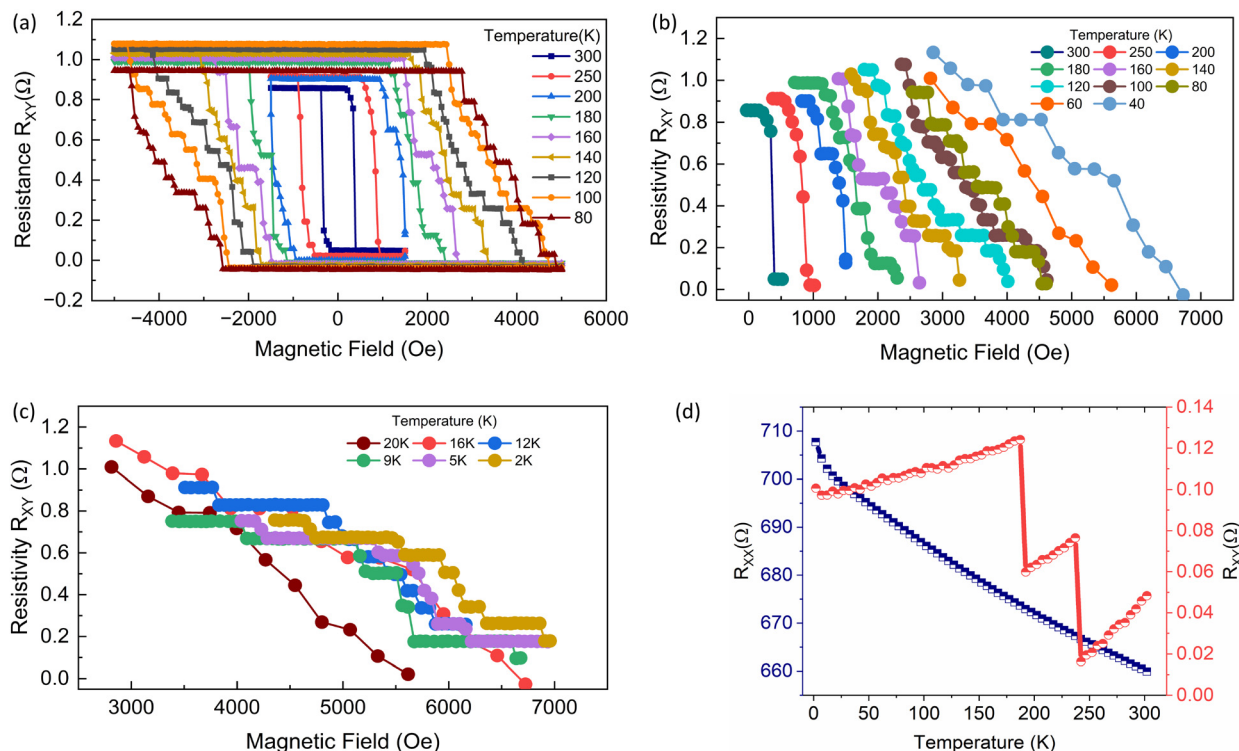 (a)
Resistance R_XY(Ω)
1.2
1.0
0.8
0.6
0.4
0.2
0.0
−0.2
−4000 −2000 0 2000 4000 6000
Magnetic Field (Oe)
Temperature(K)
300
250
200
180
160
140
120
100
80
(b)
Resistivity R_XY(Ω)
1.2
1.0
0.8
0.6
0.4
0.2
0.0
0 1000 2000 3000 4000 5000 6000 7000
Magnetic Field (Oe)
Temperature (K)
300 250 200
180 160 140
120 100 80
60 40
(c)
Resistivity R_XY (Ω)
1.2
1.0
0.8
0.6
0.4
0.2
0.0
3000 4000 5000 6000 7000
Magnetic Field (Oe)
Temperature (K)
20K 16K 12K
9K 5K 2K
(d)
R_XX(Ω)
710
700
690
680
670
660
0 50 100 150 200 250 300
Temperature (K)
0.14
0.12
0.10
0.08
0.06
0.04
0.02
0.00
R_XY(Ω)